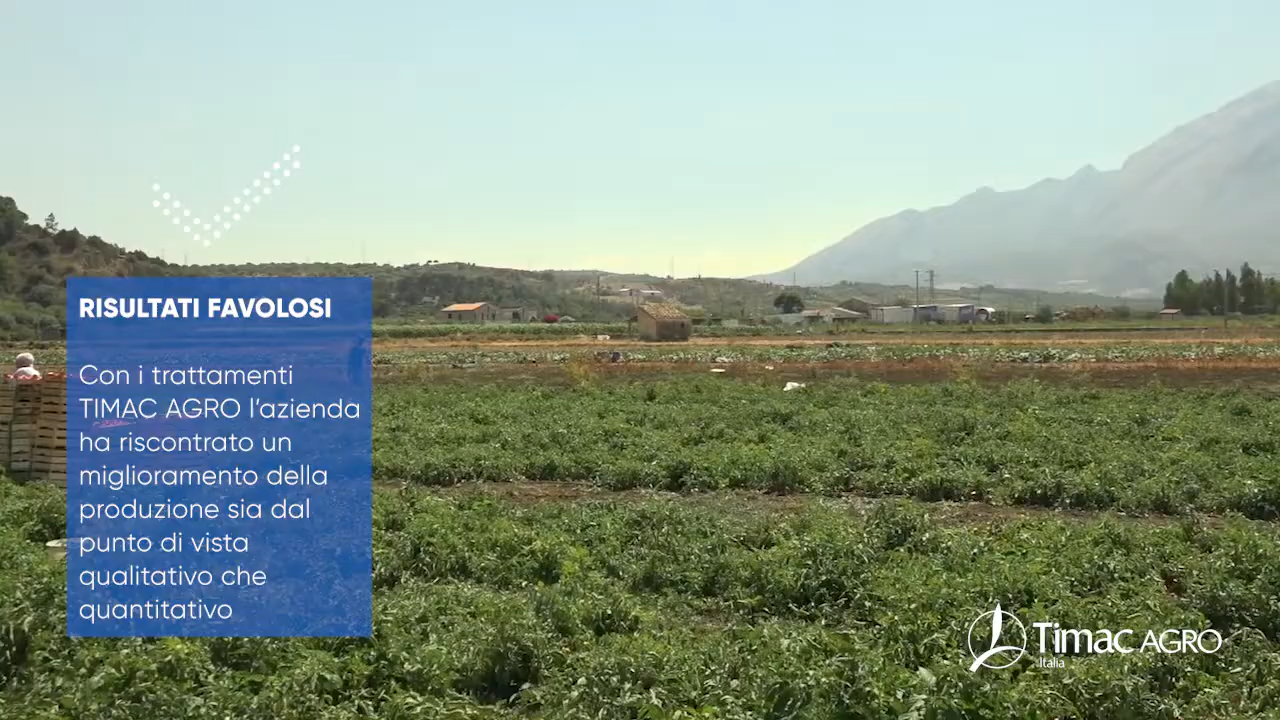 RISULTATI FAVOLOSI
Con i trattamenti
TIMAC AGRO l’azienda
ha riscontrato un
miglioramento della
produzione sia dal
punto di vista
qualitativo che
quantitativo
Timac AGRO
Italia